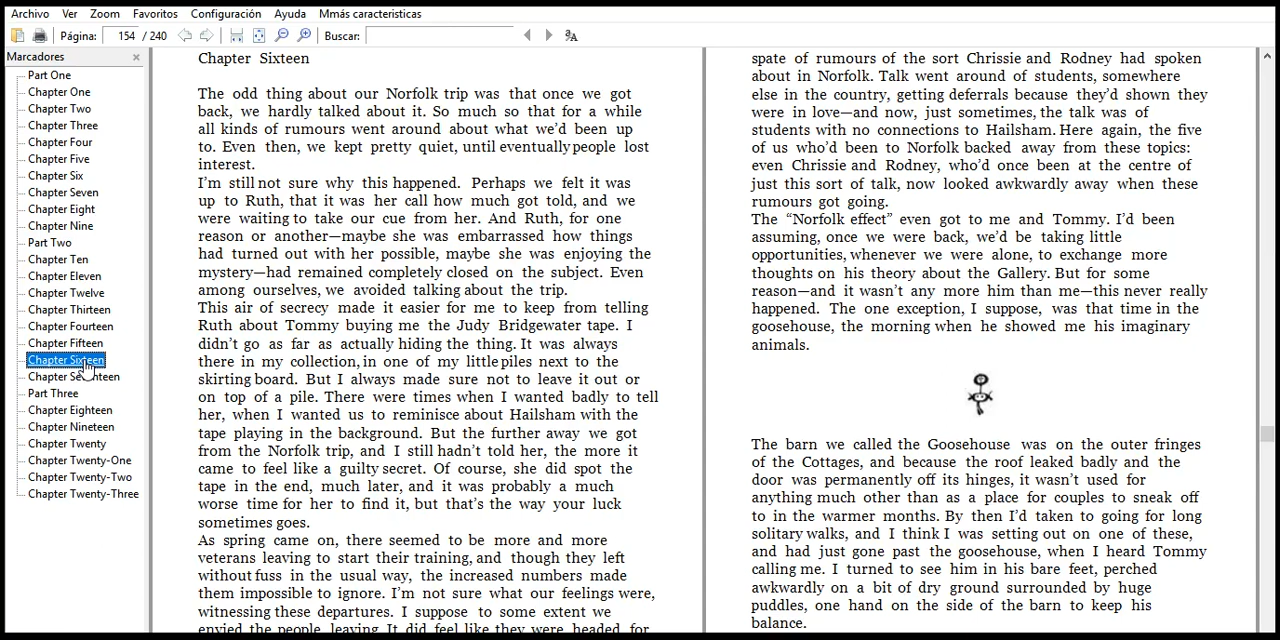 Archivo Ver Zoom Favoritos Configuración Ayuda Mmás caracteristicas
Página: 154 / 240 Buscar:
Marcadores
Part One
Chapter One
Chapter Two
Chapter Three
Chapter Four
Chapter Five
Chapter Six
Chapter Seven
Chapter Eight
Chapter Nine
Part Two
Chapter Ten
Chapter Eleven
Chapter Twelve
Chapter Thirteen
Chapter Fourteen
Chapter Fifteen
Chapter Sixteen
Chapter Seventeen
Part Three
Chapter Eighteen
Chapter Nineteen
Chapter Twenty
Chapter Twenty-One
Chapter Twenty-Two
Chapter Twenty-Three
Chapter Sixteen
The odd thing about our Norfolk trip was that once we got
back, we hardly talked about it. So much so that for a while
all kinds of rumours went around about what we'd been up
to. Even then, we kept pretty quiet, until eventually people lost
interest.
I'm still not sure why this happened. Perhaps we felt it was
up to Ruth, that it was her call how much got told, and we
were waiting to take our cue from her. And Ruth, for one
reason or another—maybe she was embarrassed how things
had turned out with her possible, maybe she was enjoying the
mystery—had remained completely closed on the subject. Even
among ourselves, we avoided talking about the trip.
This air of secrecy made it easier for me to keep from telling
Ruth about Tommy buying me the Judy Bridgewater tape. I
didn't go as far as actually hiding the thing. It was always
there in my collection, in one of my little piles next to the
skirting board. But I always made sure not to leave it out or
on top of a pile. There were times when I wanted badly to tell
her, when I wanted us to reminisce about Hailsham with the
tape playing in the background. But the further away we got
from the Norfolk trip, and I still hadn't told her, the more it
came to feel like a guilty secret. Of course, she did spot the
tape in the end, much later, and it was probably a much
worse time for her to find it, but that's the way your luck
sometimes goes.
As spring came on, there seemed to be more and more
veterans leaving to start their training, and though they left
without fuss in the usual way, the increased numbers made
them impossible to ignore. I'm not sure what our feelings were,
witnessing these departures. I suppose to some extent we
envied the people leaving. It did feel like they were headed for
spate of rumours of the sort Chrissie and Rodney had spoken
about in Norfolk. Talk went around of students, somewhere
else in the country, getting deferrals because they'd shown they
were in love—and now, just sometimes, the talk was of
students with no connections to Hailsham. Here again, the five
of us who'd been to Norfolk backed away from these topics:
even Chrissie and Rodney, who'd once been at the centre of
just this sort of talk, now looked awkwardly away when these
rumours got going.
The “Norfolk effect” even got to me and Tommy. I'd been
assuming, once we were back, we'd be taking little
opportunities, whenever we were alone, to exchange more
thoughts on his theory about the Gallery. But for some
reason—and it wasn't any more him than me—this never really
happened. The one exception, I suppose, was that time in the
goosehouse, the morning when he showed me his imaginary
animals.
The barn we called the Goosehouse was on the outer fringes
of the Cottages, and because the roof leaked badly and the
door was permanently off its hinges, it wasn't used for
anything much other than as a place for couples to sneak off
to in the warmer months. By then I'd taken to going for long
solitary walks, and I think I was setting out on one of these,
and had just gone past the goosehouse, when I heard Tommy
calling me. I turned to see him in his bare feet, perched
awkwardly on a bit of dry ground surrounded by huge
puddles, one hand on the side of the barn to keep his
balance.